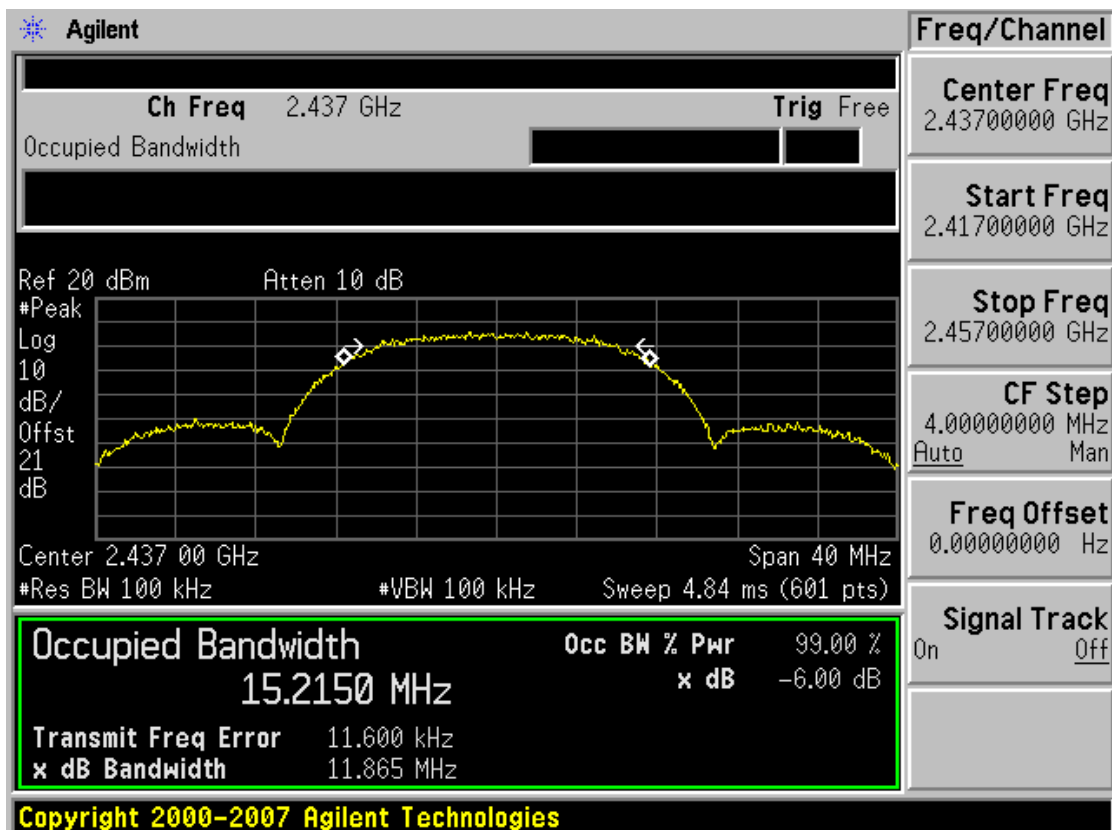 Agilent
Freq/Channel
Ch Freq 2.437 GHz Trig Free
Occupied Bandwidth
Center Freq
2.43700000 GHz
Start Freq
2.41700000 GHz
Stop Freq
2.45700000 GHz
CF Step
4.00000000 MHz
Auto Man
Freq Offset
0.00000000 Hz
Signal Track
On Off
Ref 20 dBm Atten 10 dB
#Peak
Log
10
dB/
Offst
21
dB
Center 2.437 00 GHz Span 40 MHz
#Res BW 100 kHz #VBW 100 kHz Sweep 4.84 ms (601 pts)
Occupied Bandwidth
15.2150 MHz
Occ BW % Pwr 99.00 %
x dB -6.00 dB
Transmit Freq Error 11.600 kHz
x dB Bandwidth 11.865 MHz
Copyright 2000-2007 Agilent Technologies